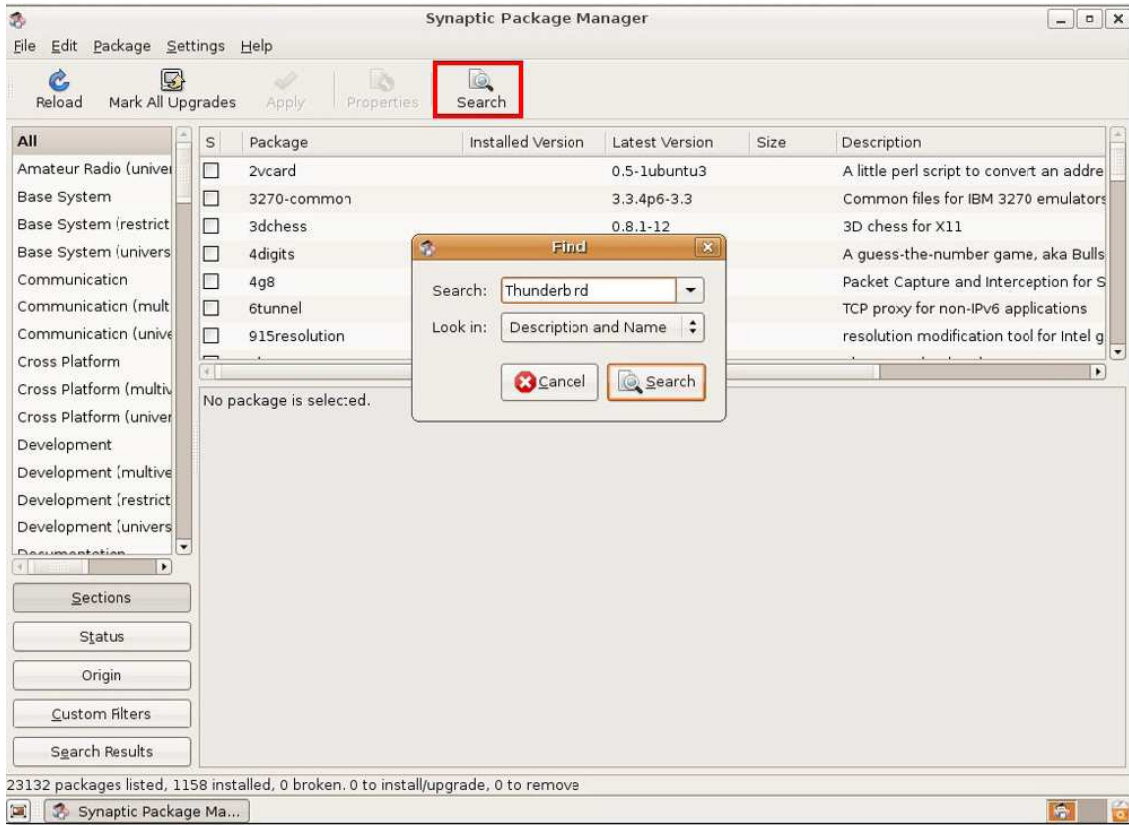 Synaptic Package Manager
File Edit Package Settings Help
Reload Mark All Upgrades Apply Properties Search
All
Amateur Radio (univer
Base System
Base System (restrict
Base System (univers
Communication
Communication (mult
Communication (unive
Cross Platform
Cross Platform (multiv
Cross Platform (univer
Development
Development (multive
Development (restrict
Development (univers
Documentation
Sections
Status
Origin
Custom Filters
Search Results
S Package Installed Version Latest Version Size Description
2vcard 0.5-1ubuntu3 A little perl script to convert an addre
3270-common 3.3.4p6-3.3 Common files for IBM 3270 emulators
3dchess 0.8.1-12 3D chess for X11
4digits A guess-the-number game, aka Bulls
4g8 Packet Capture and Interception for S
6tunnel TCP proxy for non-IPv6 applications
915resolution resolution modification tool for Intel g
No package is selected.
Find
Search: Thunderbird
Look in: Description and Name
Cancel Search
23132 packages listed, 1158 installed, 0 broken. 0 to install/upgrade, 0 to remove
Synaptic Package Ma...